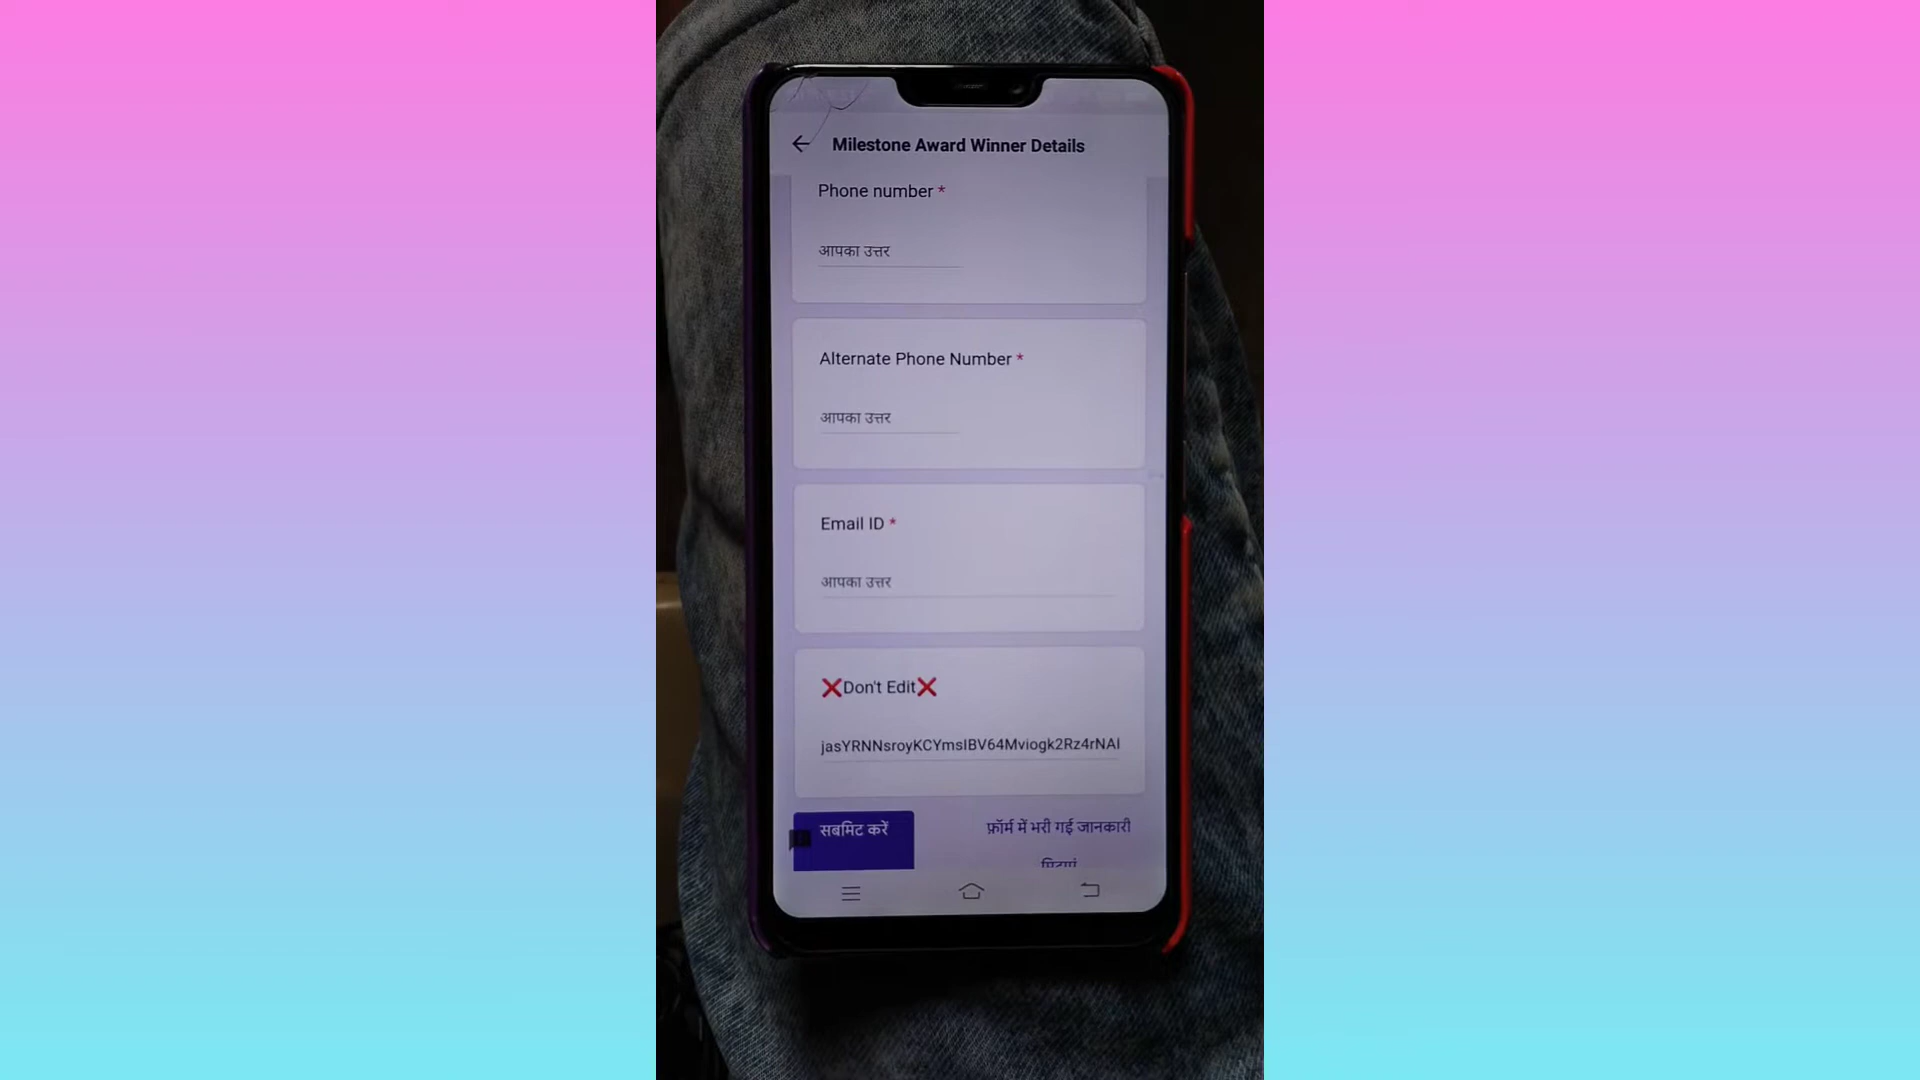 Milestone Award Winner Details
Phone number *
आपका उत्तर
Alternate Phone Number *
आपका उत्तर
Email ID *
आपका उत्तर
❌Don't Edit❌
jasYRNNsroyKCYmsIBV64Mviogk2Rz4rNAI
सबमिट करें
फ़ॉर्म में भरी गई जानकारी
मिटाएं